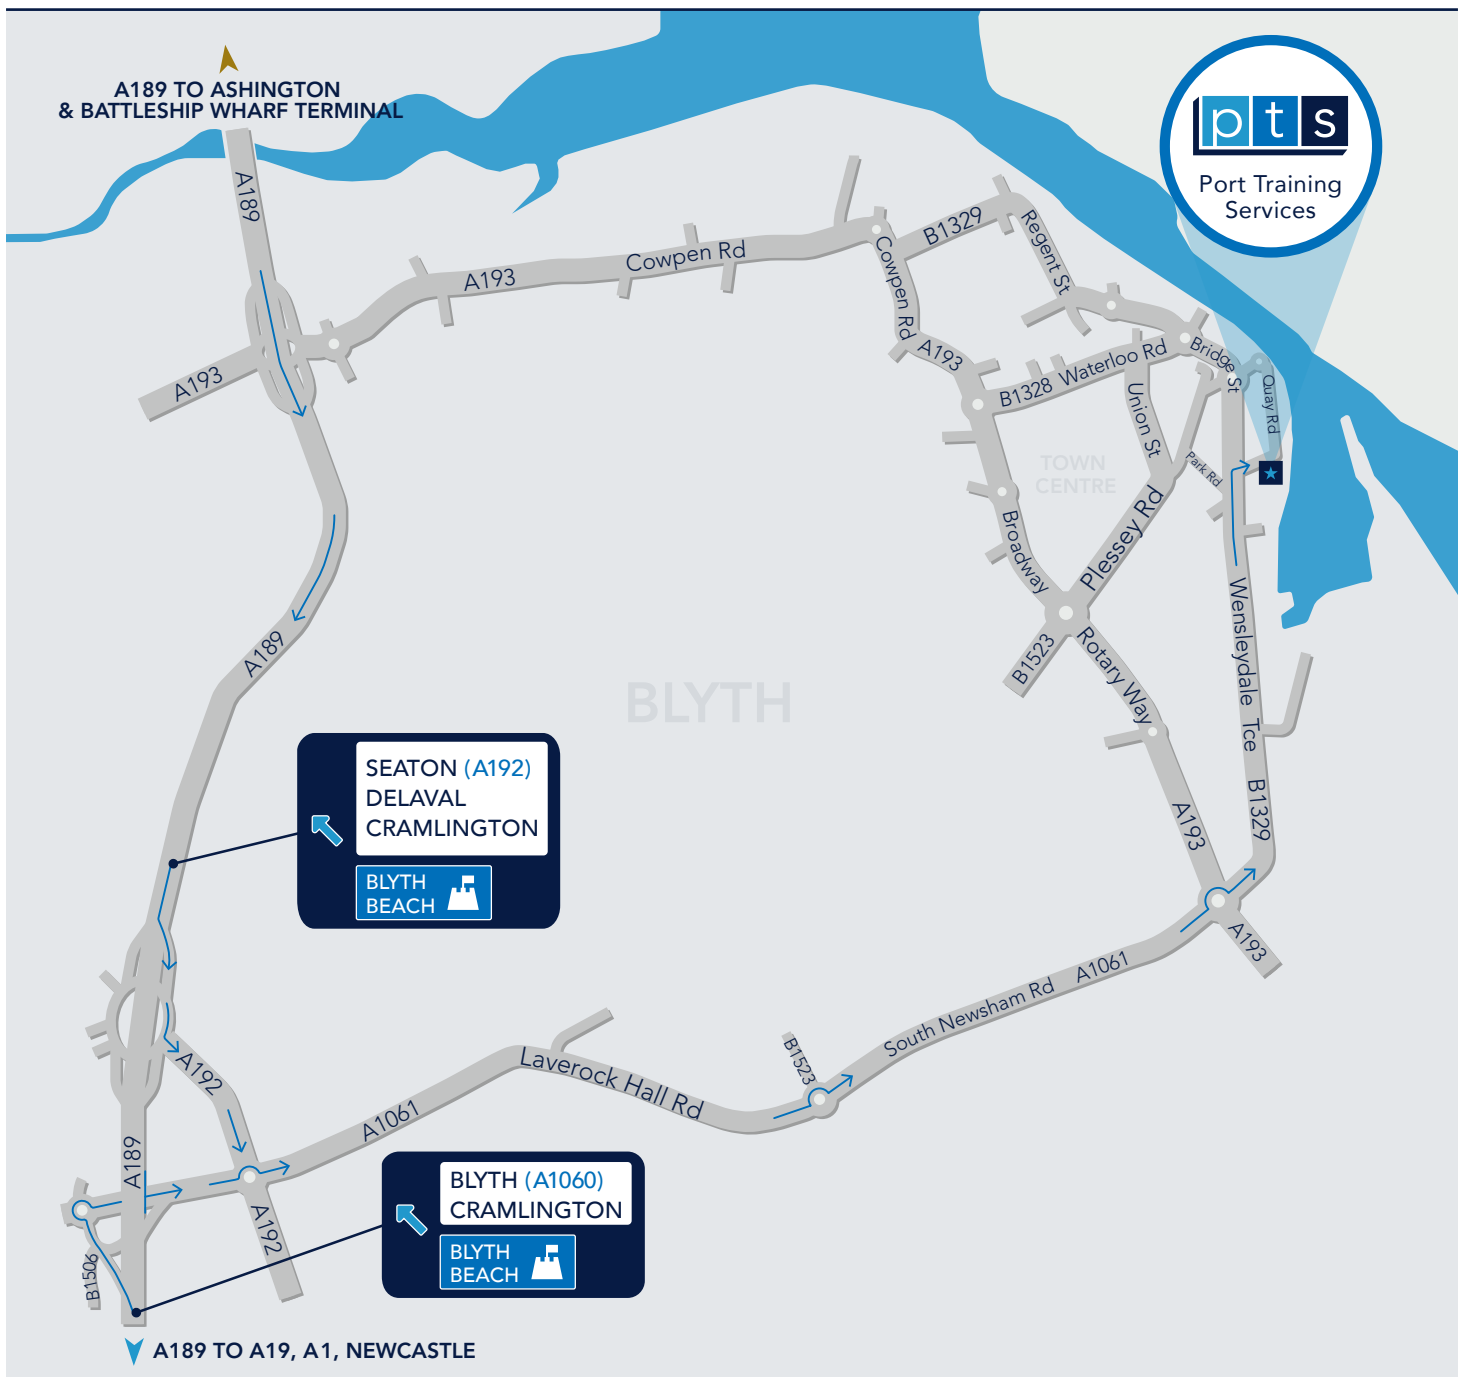 A189 TO ASHINGTON
& BATTLESHIP WHARF TERMINAL
pts
Port Training
Services
A189
A193
A193
Cowpen Rd
Cowpen Rd
B1329
Regent St
A193
B1328 Waterloo Rd
Bridge St
Quay Rd
Union St
Park Rd
TOWN
CENTRE
Plessey Rd
Broadway
B1523
Rotary Way
Wensleydale Tce B1329
A189
BLYTH
SEATON (A192)
DELAVAL
CRAMLINGTON
BLYTH
BEACH
A193
A193
South Newsham Rd A1061
B1523
Laverock Hall Rd
A1061
A192
A189
A192
B1506
BLYTH (A1060)
CRAMLINGTON
BLYTH
BEACH
A189 TO A19, A1, NEWCASTLE